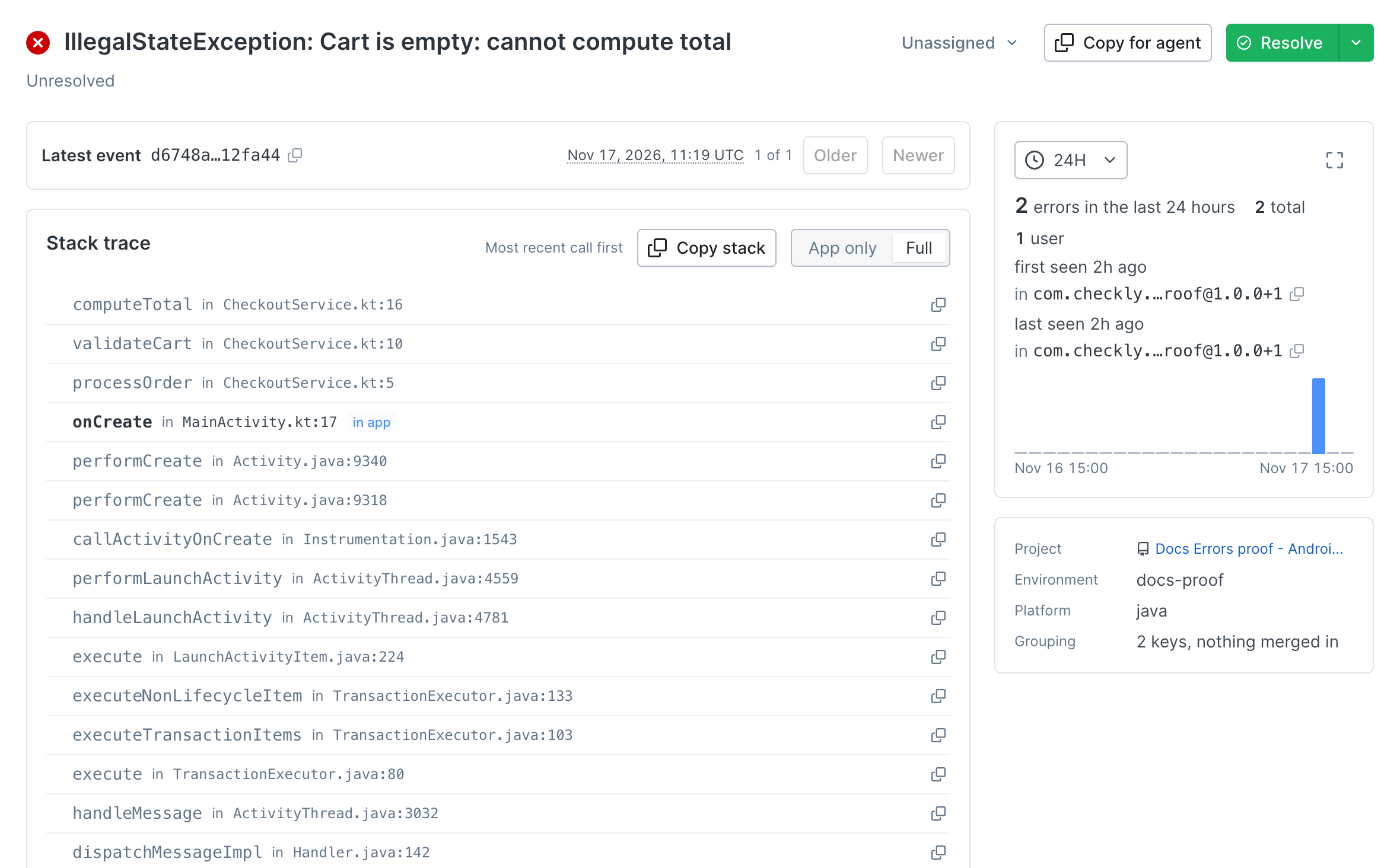 IllegalStateException: Cart is empty: cannot compute total
Unassigned
Copy for agent
Resolve
Unresolved
Latest event d6748a…12fa44
Nov 17, 2026, 11:19 UTC 1 of 1
Older
Newer
Stack trace
Most recent call first
Copy stack
App only
Full
computeTotal in CheckoutService.kt:16
validateCart in CheckoutService.kt:10
processOrder in CheckoutService.kt:5
onCreate in MainActivity.kt:17 in app
performCreate in Activity.java:9340
performCreate in Activity.java:9318
callActivityOnCreate in Instrumentation.java:1543
performLaunchActivity in ActivityThread.java:4559
handleLaunchActivity in ActivityThread.java:4781
execute in LaunchActivityItem.java:224
executeNonLifecycleItem in TransactionExecutor.java:133
executeTransactionItems in TransactionExecutor.java:103
execute in TransactionExecutor.java:80
handleMessage in ActivityThread.java:3032
dispatchMessageImpl in Handler.java:142
24H
2 errors in the last 24 hours 2 total
1 user
first seen 2h ago
in com.checkly.…roof@1.0.0+1
last seen 2h ago
in com.checkly.…roof@1.0.0+1
Nov 16 15:00 Nov 17 15:00
Project Docs Errors proof - Androi…
Environment docs-proof
Platform java
Grouping 2 keys, nothing merged in